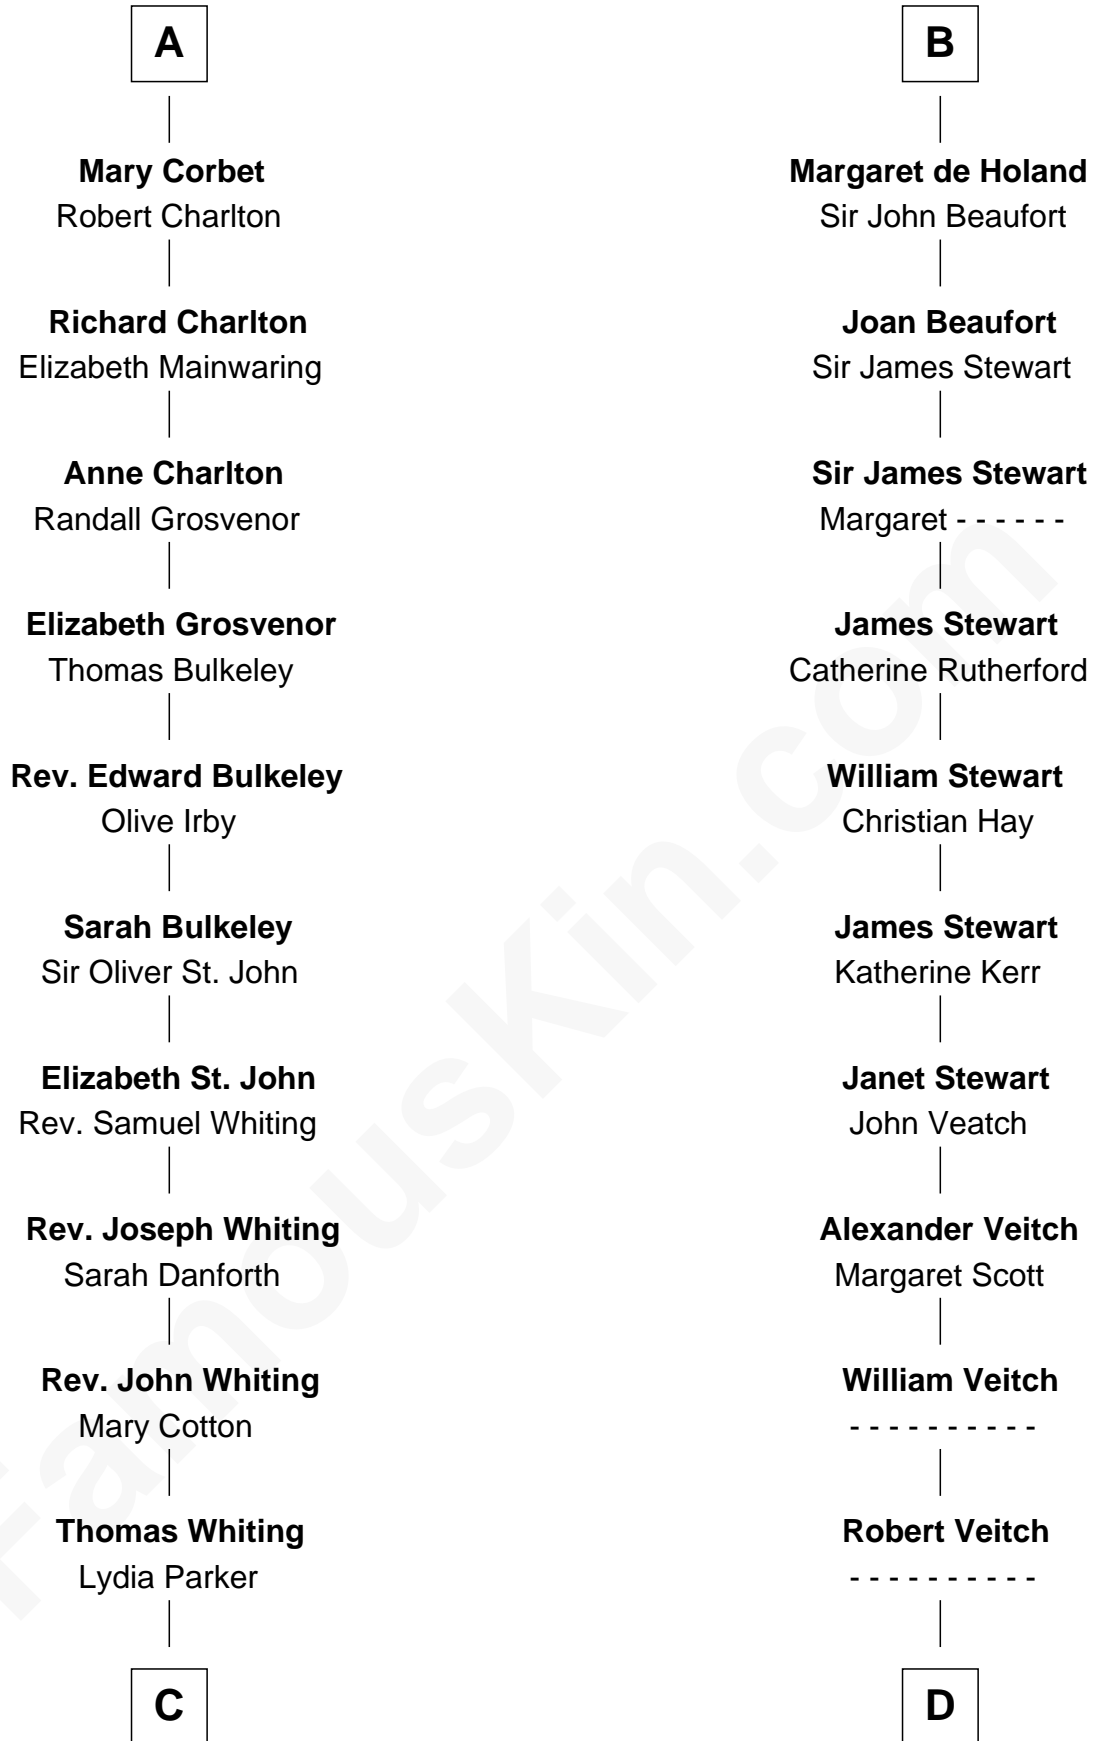 A
Mary Corbet
Robert Charlton
Richard Charlton
Elizabeth Mainwaring
Anne Charlton
Randall Grosvenor
Elizabeth Grosvenor
Thomas Bulkeley
Rev. Edward Bulkeley
Olive Irby
Sarah Bulkeley
Sir Oliver St. John
Elizabeth St. John
Rev. Samuel Whiting
Rev. Joseph Whiting
Sarah Danforth
Rev. John Whiting
Mary Cotton
Thomas Whiting
Lydia Parker
C
B
Margaret de Holand
Sir John Beaufort
Joan Beaufort
Sir James Stewart
Sir James Stewart
Margaret - - - - - -
James Stewart
Catherine Rutherford
William Stewart
Christian Hay
James Stewart
Katherine Kerr
Janet Stewart
John Veatch
Alexander Veitch
Margaret Scott
William Veitch
- - - - - - - - - -
Robert Veitch
- - - - - - - - - -
D
FamousKin.com